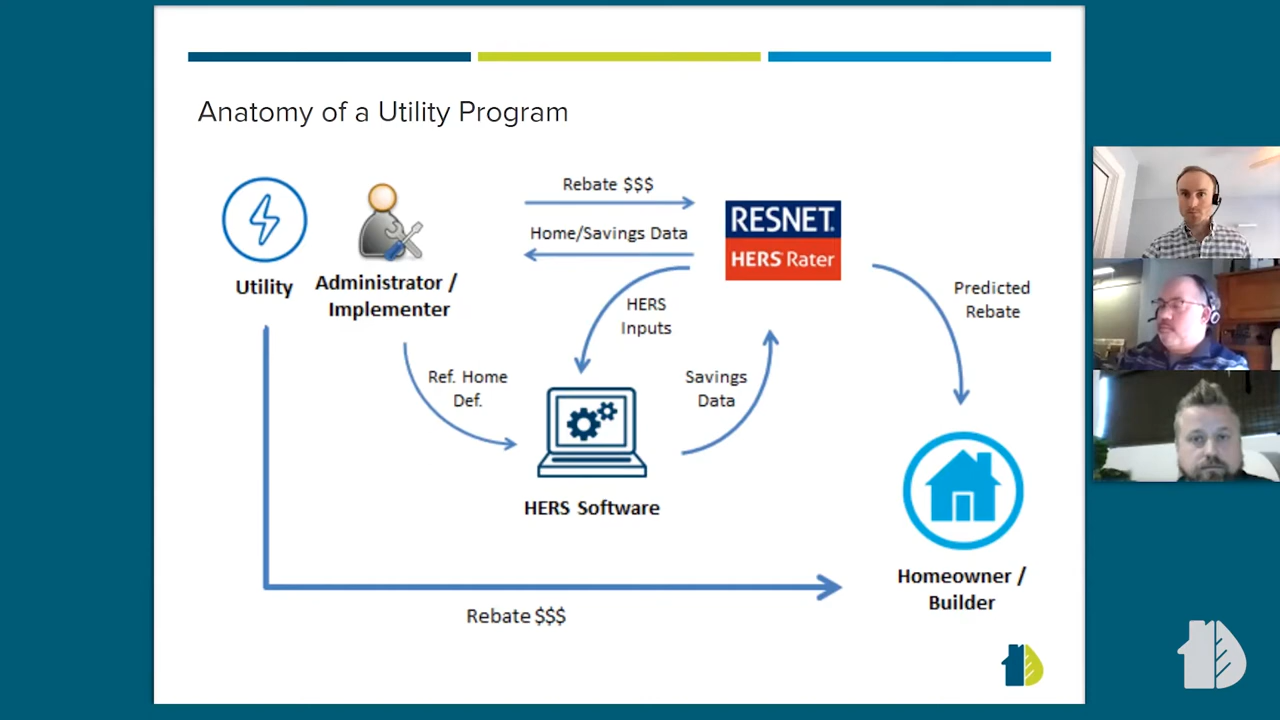 Anatomy of a Utility Program
Rebate $$$
Home/Savings Data
RESNET
HERS Rater
Utility
Administrator /
Implementer
HERS
Inputs
Predicted
Rebate
Ref. Home
Def.
Savings
Data
HERS Software
Homeowner /
Builder
Rebate $$$